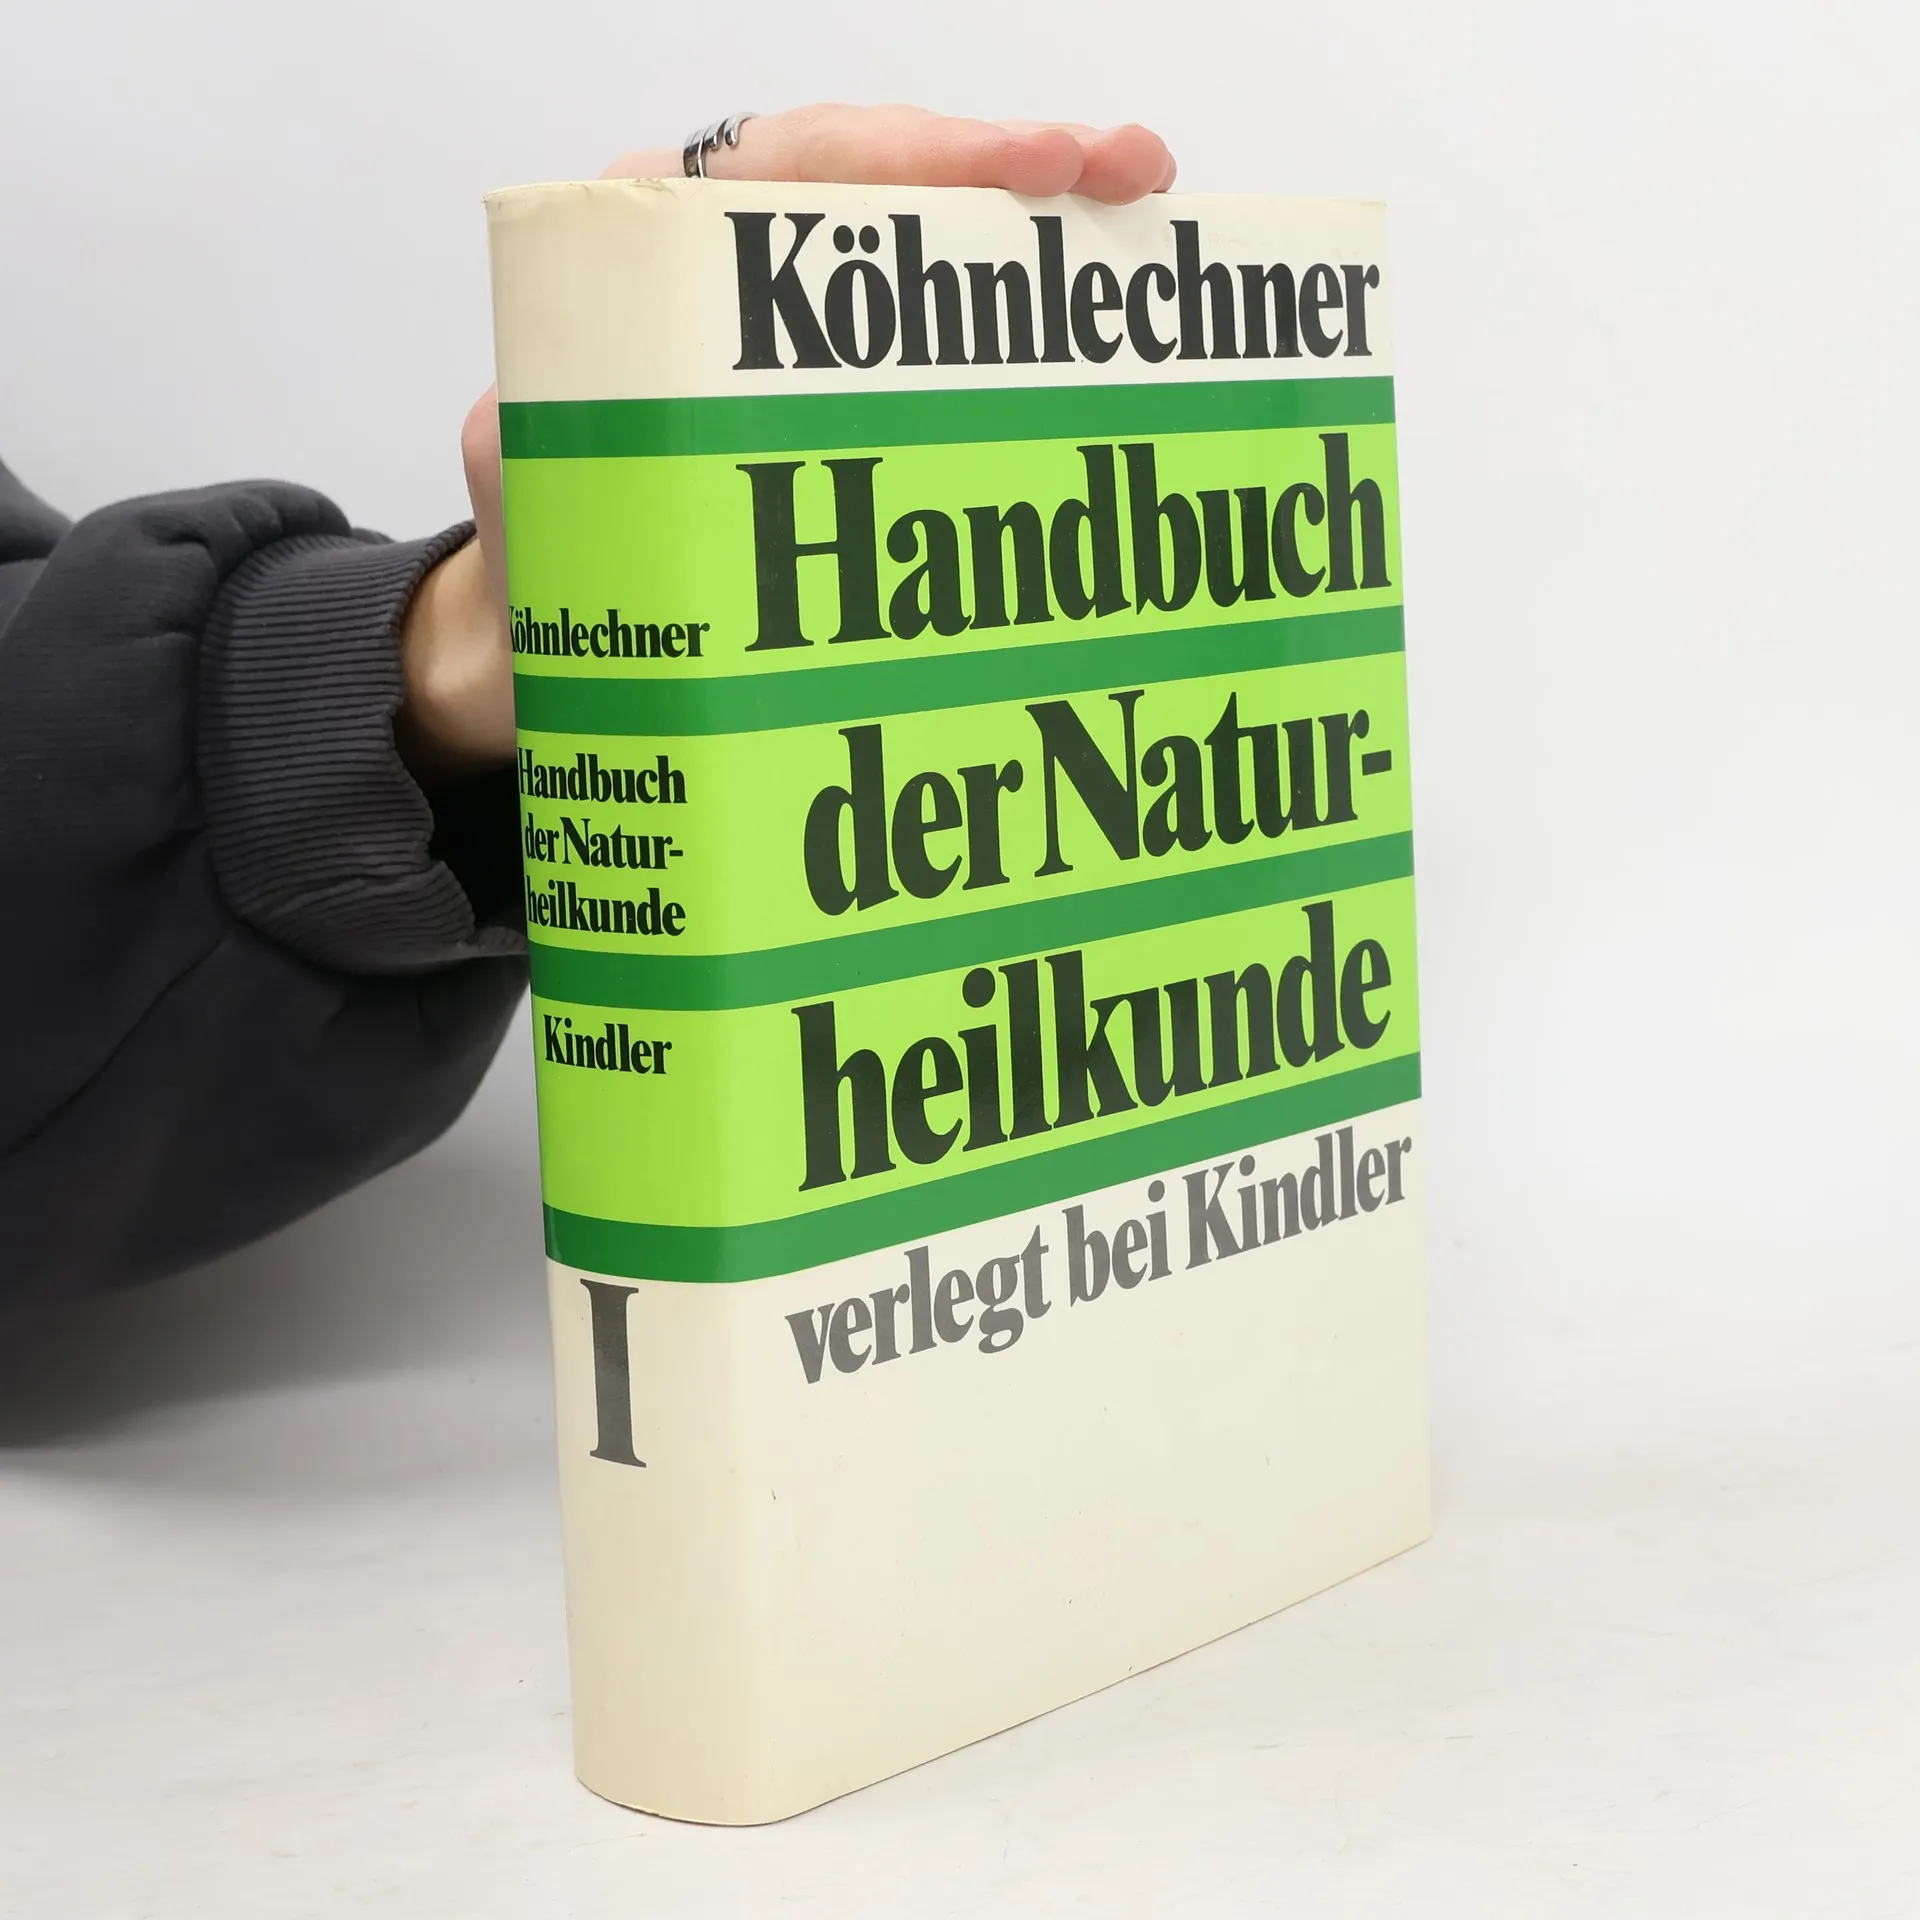 Köhnlechner
Handbuch
der Natur-
heilkunde
verlegt bei Kindler
Köhnlechner
Handbuch
der Natur-
heilkunde
Kindler
I